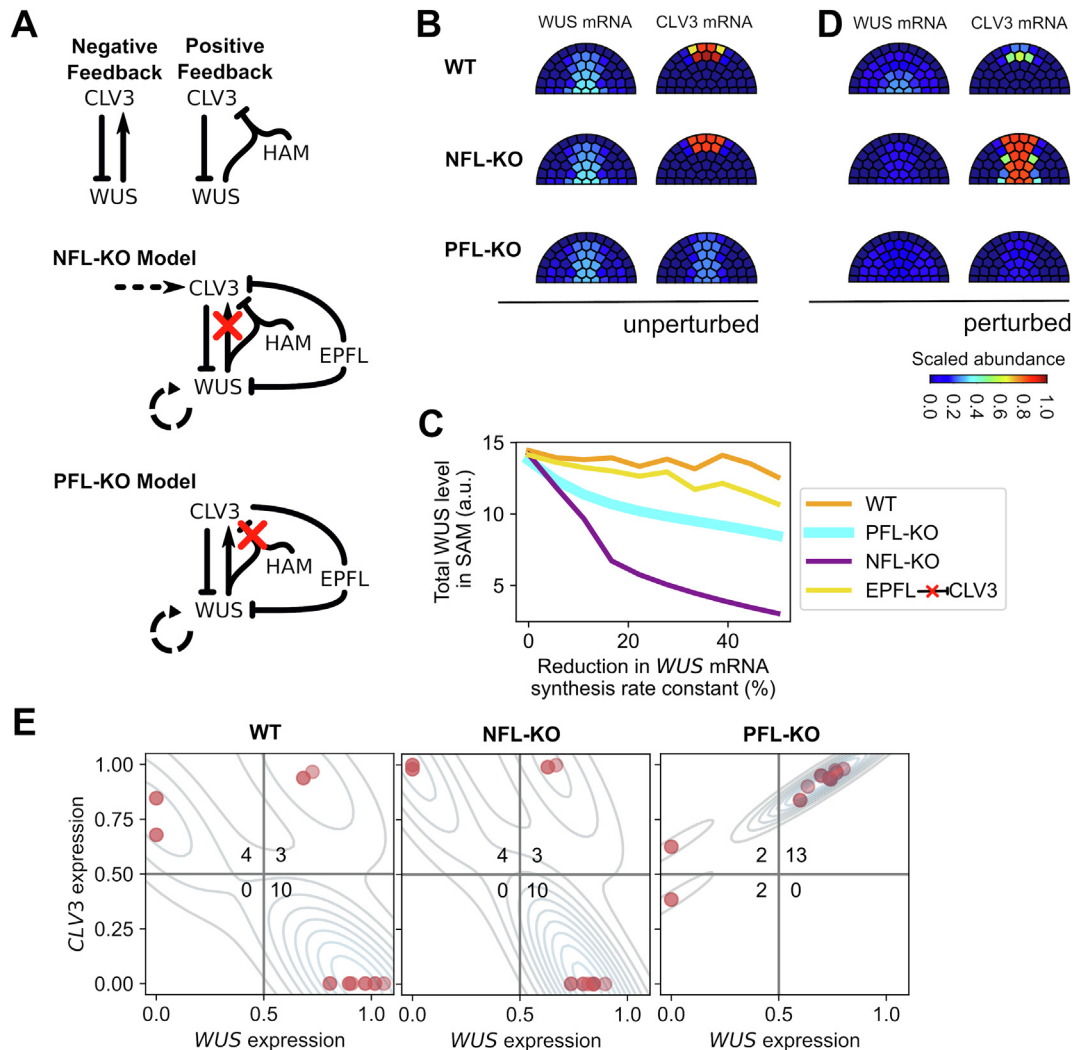 A
Negative
Feedback
Positive
Feedback
CLV3
CLV3
HAM
WUS
WUS
NFL-KO Model
CLV3
HAM
EPFL
WUS
PFL-KO Model
CLV3
HAM
EPFL
WUS
B
WUS mRNA
CLV3 mRNA
WT
NFL-KO
PFL-KO
unperturbed
D
WUS mRNA
CLV3 mRNA
perturbed
Scaled abundance
0.0
0.2
0.4
0.6
0.8
1.0
C
15
10
5
Total WUS level
in SAM (a.u.)
0
20
40
Reduction in WUS mRNA
synthesis rate constant (%)
WT
PFL-KO
NFL-KO
EPFL CLV3
E
WT
NFL-KO
PFL-KO
CLV3 expression
1.00
0.75
0.50
0.25
0.00
4 3
0 10
4 3
0 10
2 13
2 0
0.0 0.5 1.0
0.0 0.5 1.0
0.0 0.5 1.0
WUS expression
WUS expression
WUS expression